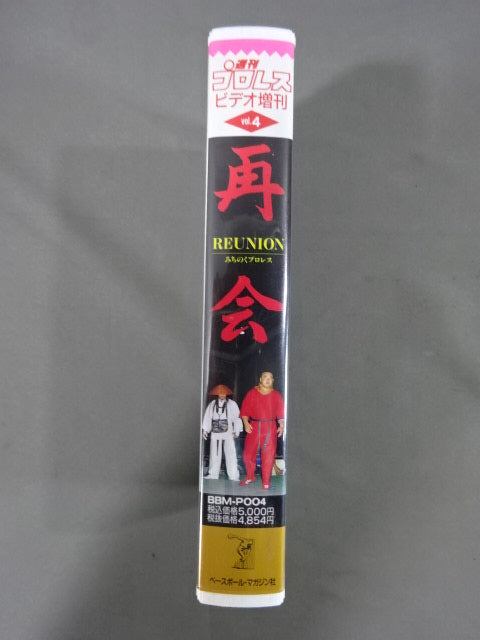 週刊
プロレス
ビデオ増刊
vol.4
再
REUNION
みちのくプロレス
会
BBM-P004
税込価格5,000円
税抜価格4,854円
ベースボール・マガジン社